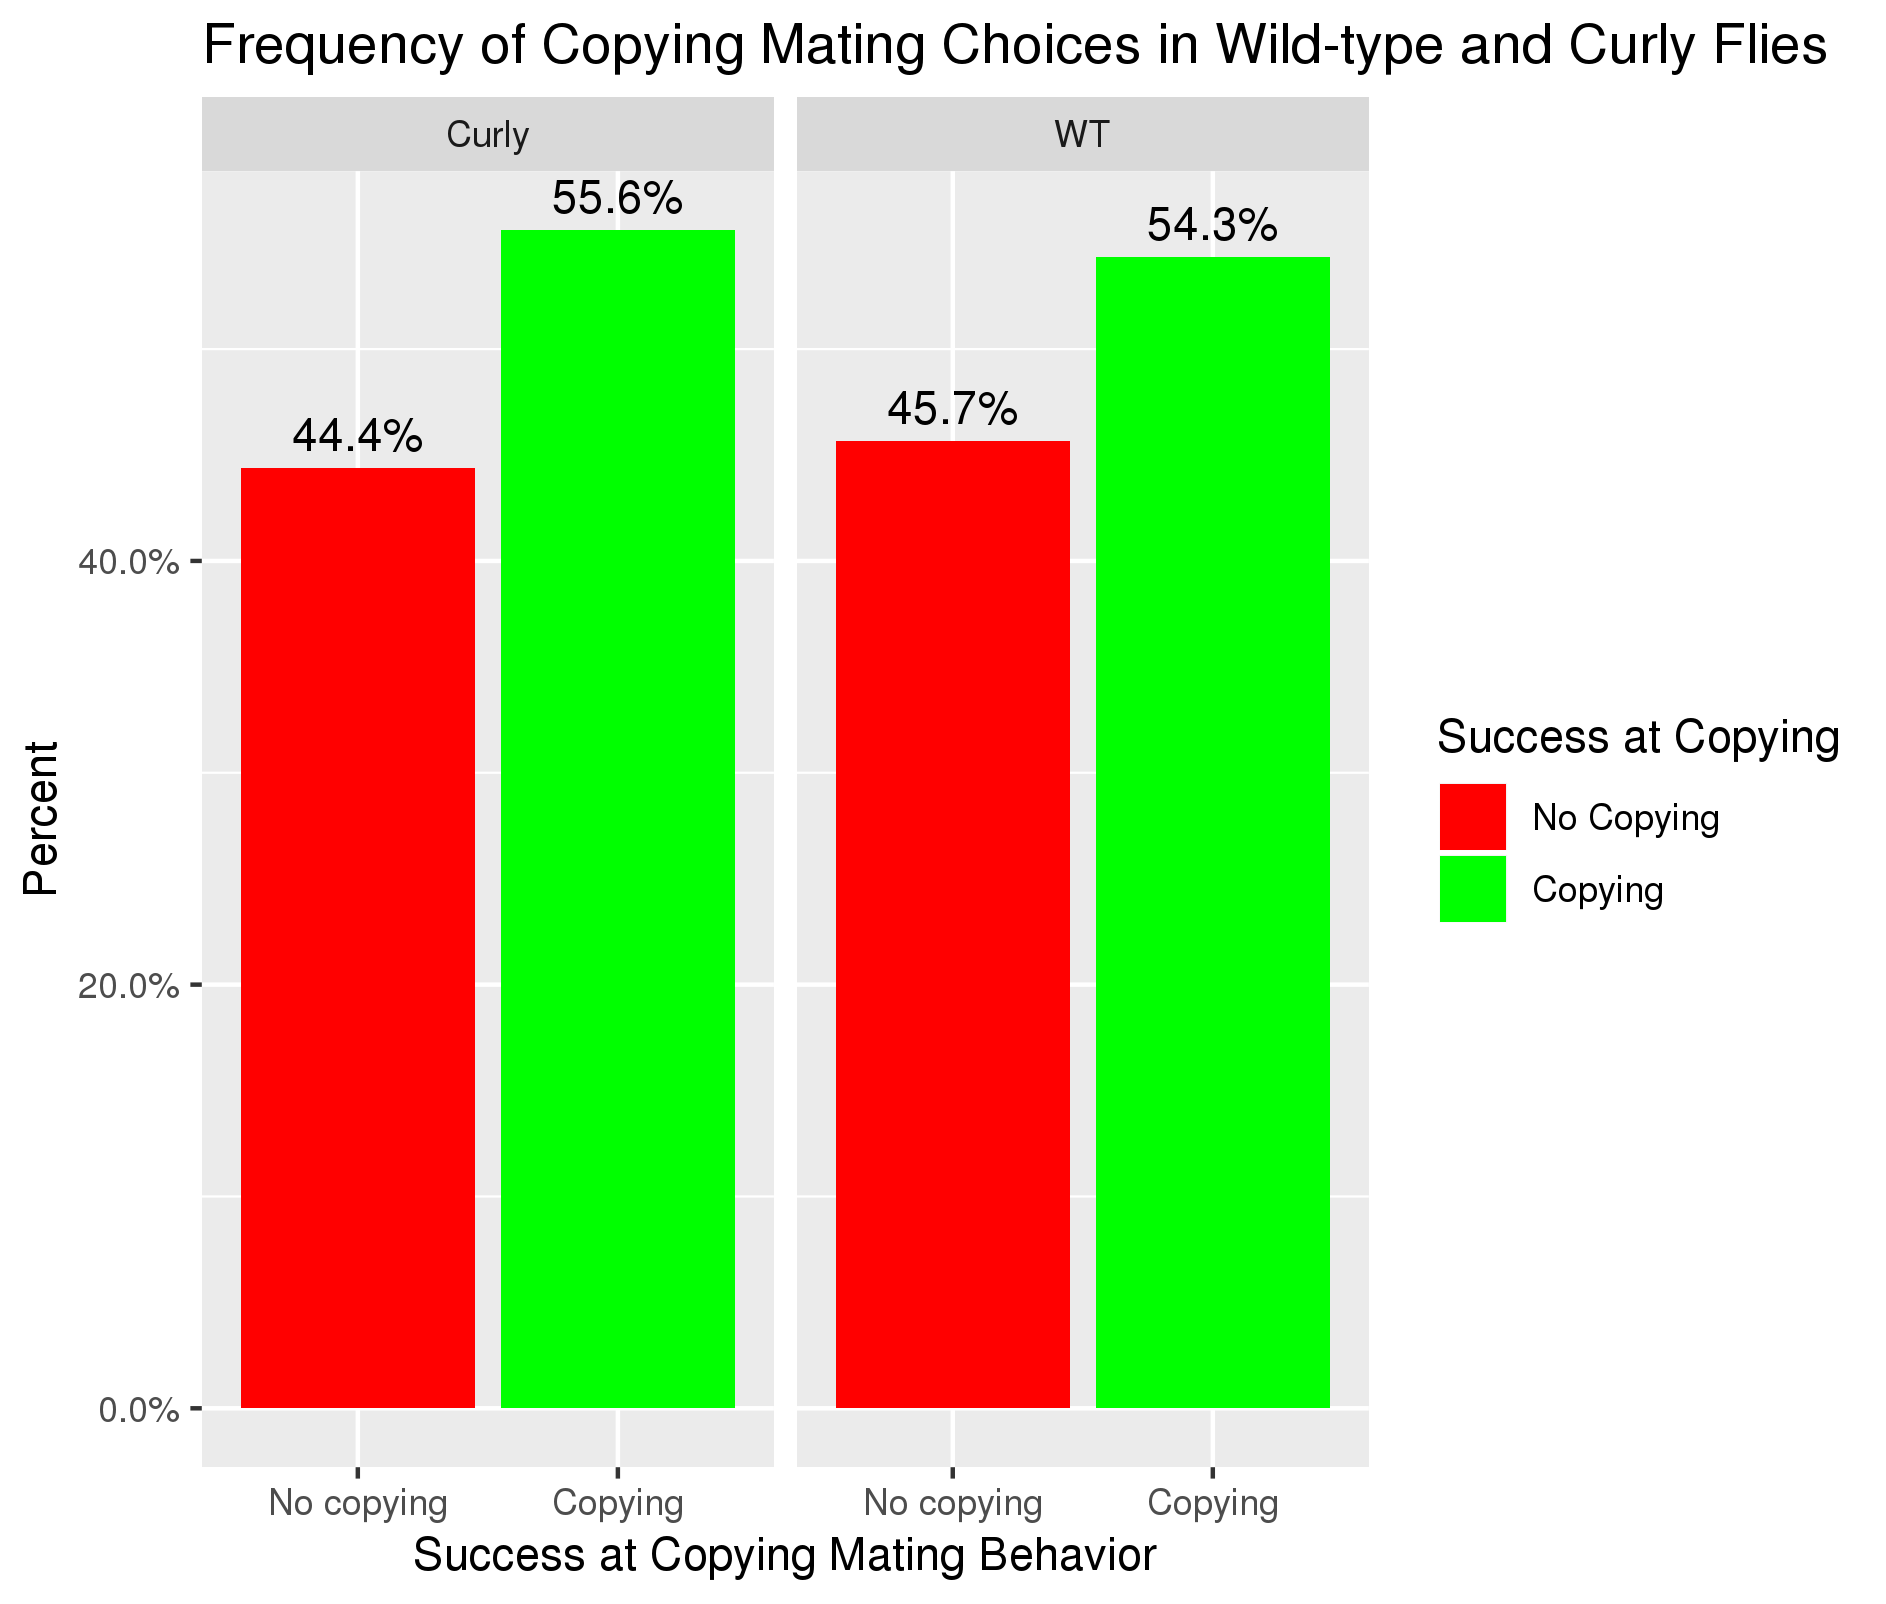 Frequency of Copying Mating Choices in Wild-type and Curly Flies
Curly
WT
55.6%
54.3%
45.7%
44.4%
40.0%
20.0%
0.0%
Percent
No copying
Copying
No copying
Copying
Success at Copying Mating Behavior
Success at Copying
No Copying
Copying